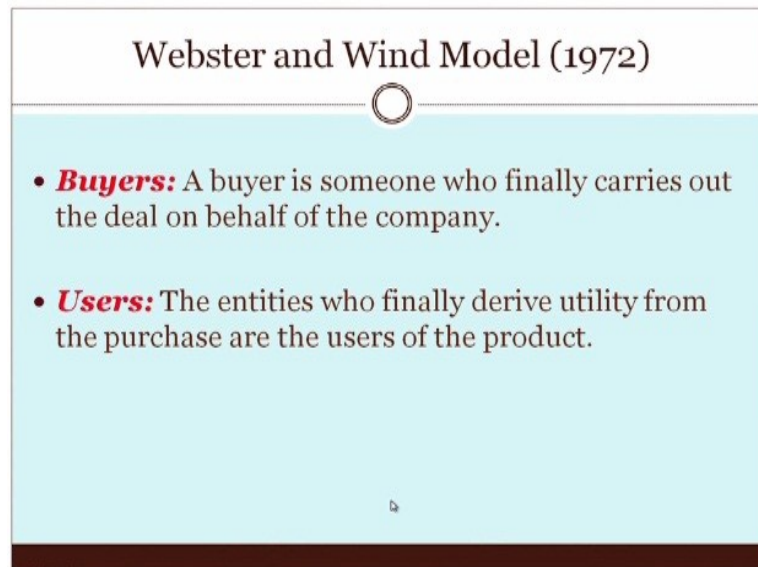 Webster and Wind Model (1972)
• Buyers: A buyer is someone who finally carries out
the deal on behalf of the company.
• Users: The entities who finally derive utility from
the purchase are the users of the product.